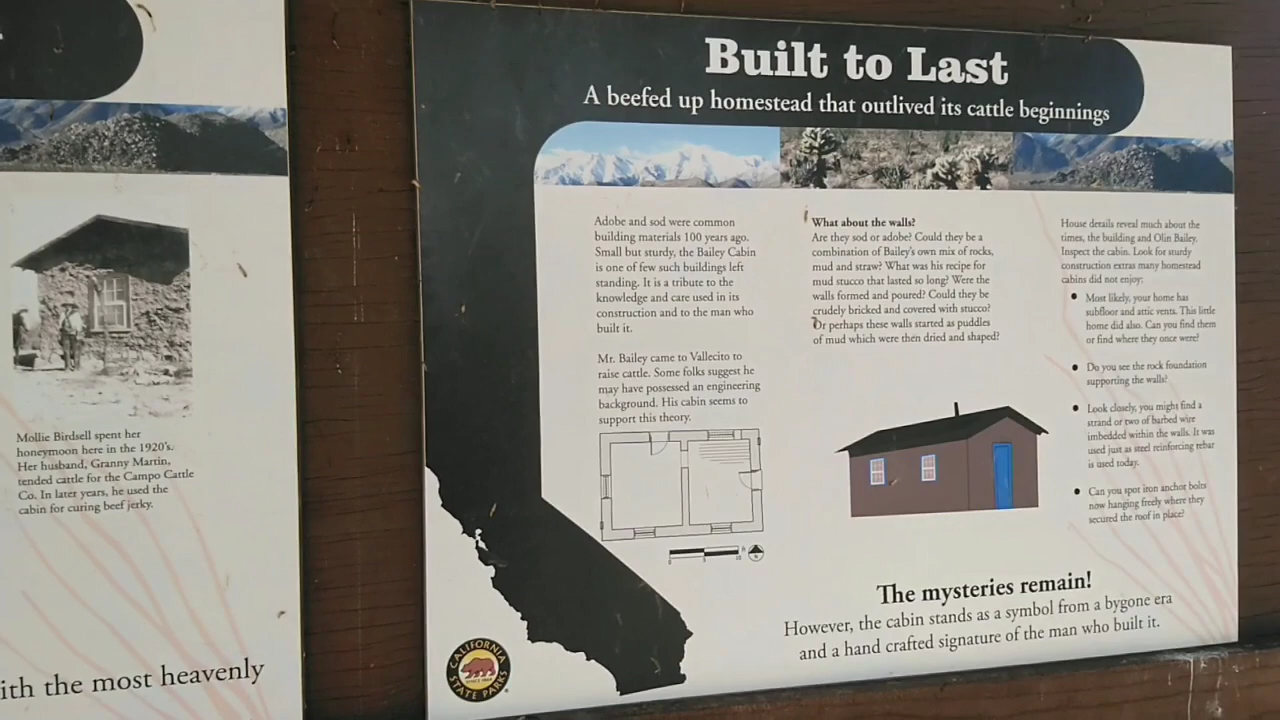 Mollie Birdsell spent her
honeymoon here in the 1920's.
Her husband, Granny Martin,
tended cattle for the Campo Cattle
Co. In later years, he used the
cabin for curing beef jerky.
ith the most heavenly
Built to Last
A beefed up homestead that outlived its cattle beginnings
Adobe and sod were common
building materials 100 years ago.
Small but sturdy, the Bailey Cabin
is one of few such buildings left
standing. It is a tribute to the
knowledge and care used in its
construction and to the man who
built it.
Mr. Bailey came to Vallecito to
raise cattle. Some folks suggest he
may have possessed an engineering
background. His cabin seems to
support this theory.
What about the walls?
Are they sod or adobe? Could they be a
combination of Bailey's own mix of rocks,
mud and straw? What was his recipe for
mud stucco that lasted so long? Were the
walls formed and poured? Could they be
crudely bricked and covered with stucco?
Or perhaps these walls started as puddles
of mud which were then dried and shaped?
House details reveal much about the
times, the building and Olin Bailey.
Inspect the cabin. Look for sturdy
construction extras many homestead
cabins did not enjoy:
• Most likely, your home has
subfloor and attic vents. This little
home did also. Can you find them
or find where they once were?
• Do you see the rock foundation
supporting the walls?
• Look closely, you might find a
strand or two of barbed wire
imbedded within the walls. It was
used just as steel reinforcing rebar
is used today.
• Can you spot iron anchor bolts
now hanging freely where they
secured the roof in place?
The mysteries remain!
However, the cabin stands as a symbol from a bygone era
and a hand crafted signature of the man who built it.
CALIFORNIA
STATE PARKS